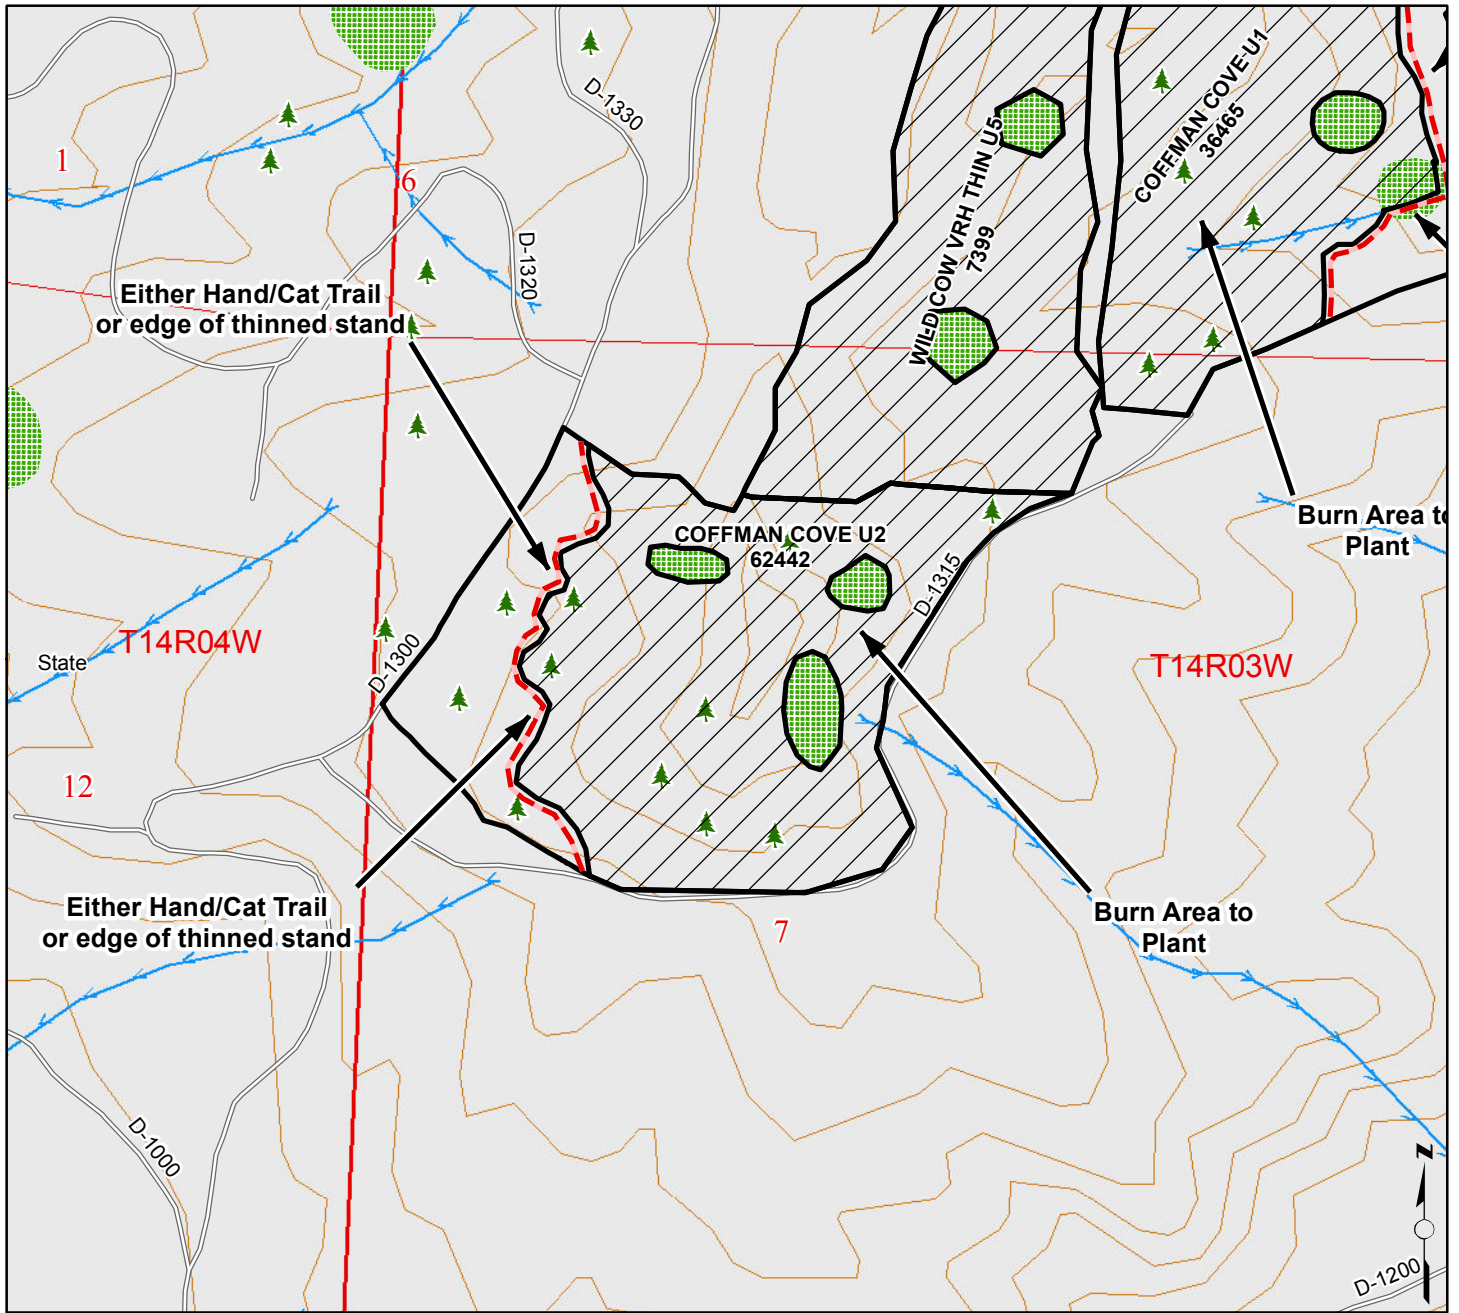 D-1330
COFFMAN COVE U1
36465
1
6
WILD COW VRH THIN U5
7399
D-1320
Either Hand/Cat Trail
or edge of thinned stand
Burn Area to
Plant
COFFMAN COVE U2
62442
D-1315
T14R04W
State
D-1300
T14R03W
12
Either Hand/Cat Trail
or edge of thinned stand
7
Burn Area to
Plant
D-1000
Z
D-1200